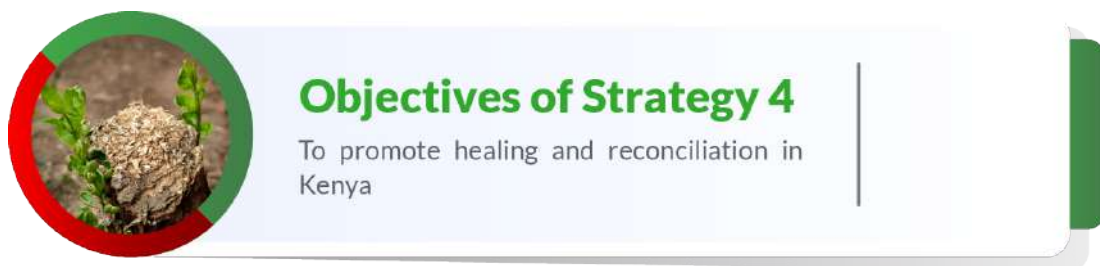 Objectives of Strategy 4
To promote healing and reconciliation in
Kenya